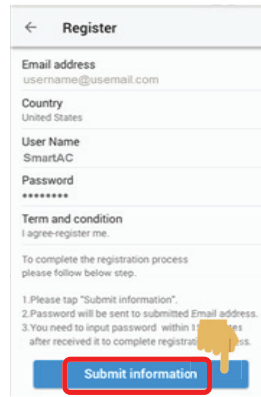 ← Register
Email address
username@usemail.com
Country
United States
User Name
SmartAC
Password
********
Term and condition
I agree-register me.
To complete the registration process
please follow below step.
1.Please tap "Submit information".
2.Password will be sent to submitted Email address.
3.You need to input password within
after received it to complete
Submit information